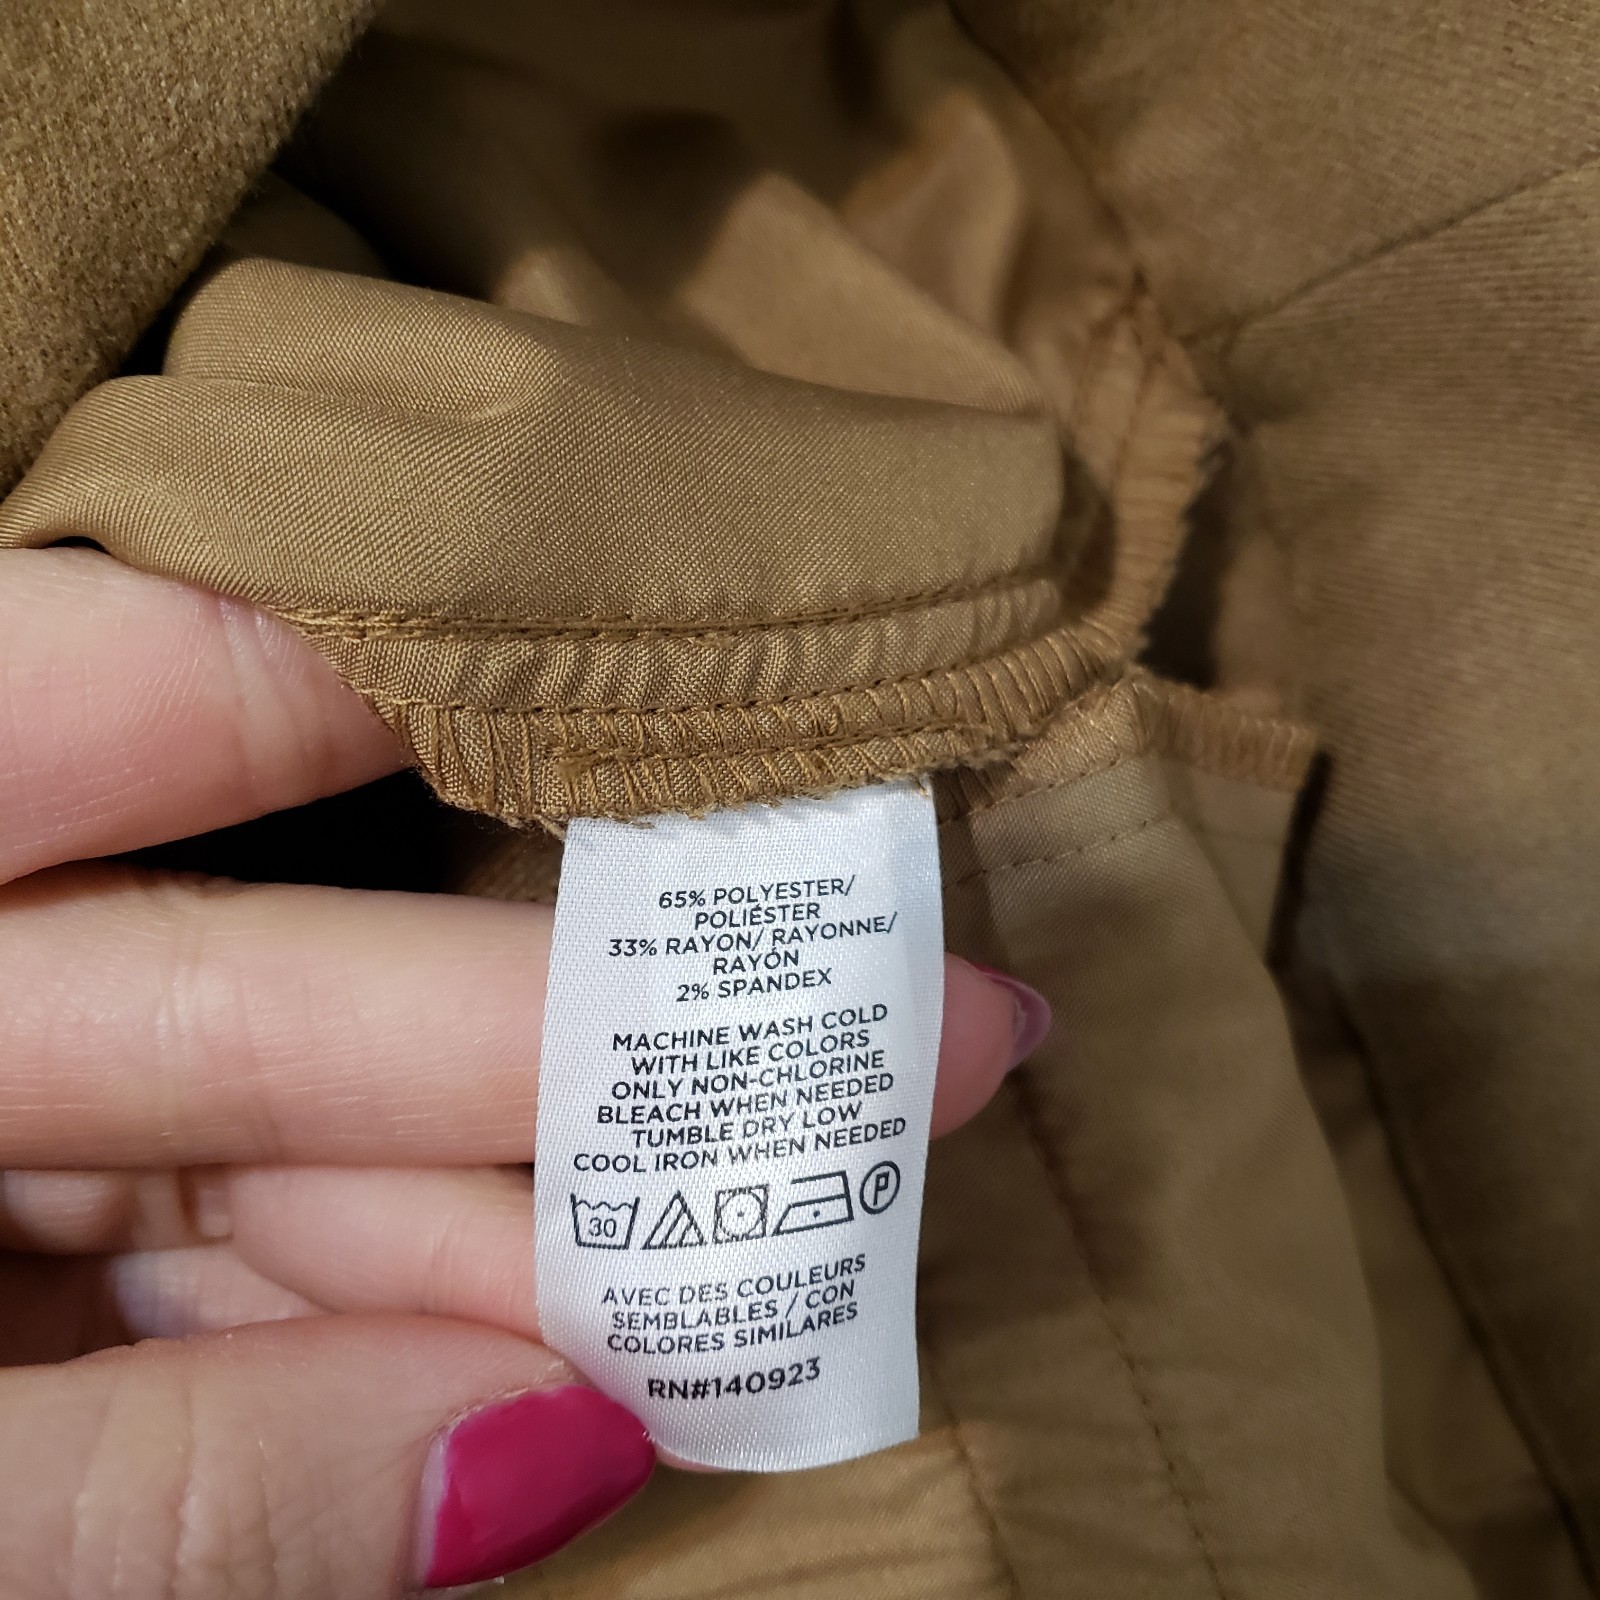 65% POLYESTER/
POLIÉSTER
33% RAYON/ RAYONNE/
RAYÓN
2% SPANDEX
MACHINE WASH COLD
WITH LIKE COLORS
ONLY NON-CHLORINE
BLEACH WHEN NEEDED
TUMBLE DRY LOW
COOL IRON WHEN NEEDED
30 P
AVEC DES COULEURS
SEMBLABLES / CON
COLORES SIMILARES
RN#140923